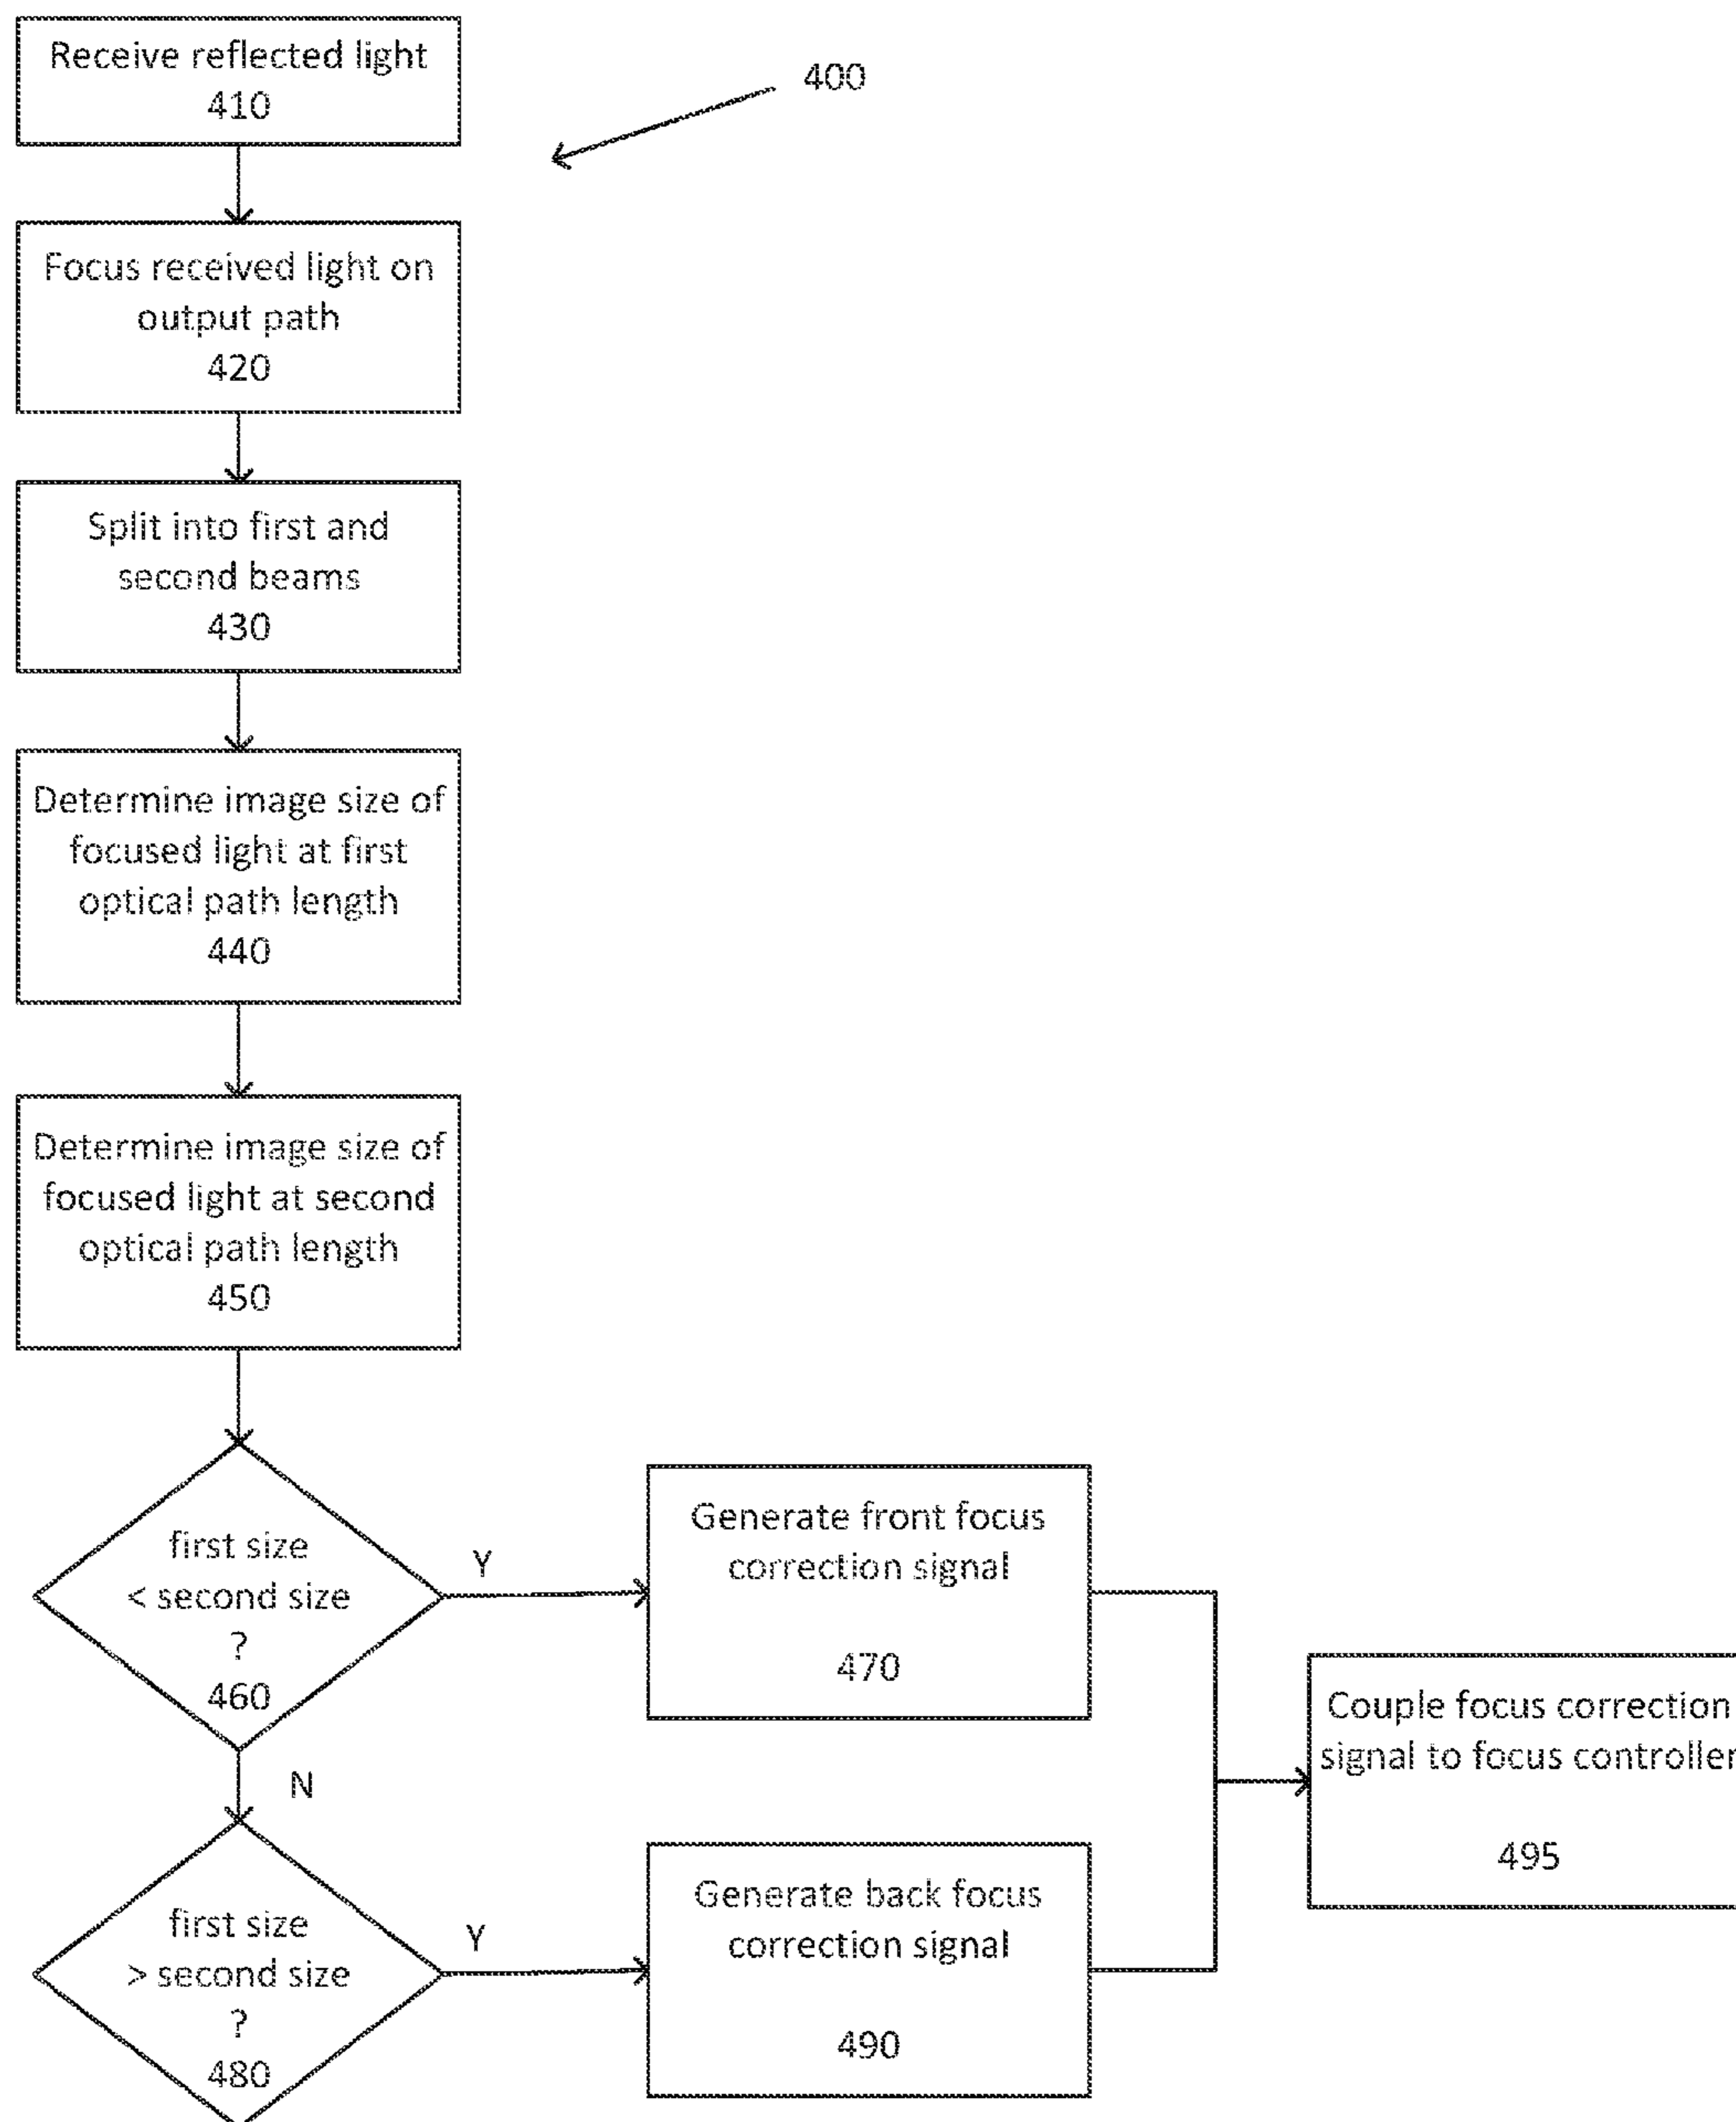 Receive reflected light
410
400
Focus received light on
output path
420
Split into first and
second beams
430
Determine image size of
focused light at first
optical path length
440
Determine image size of
focused light at second
optical path length
450
first size
< second size
?
460
Y
Generate front focus
correction signal
470
N
first size
> second size
?
480
Y
Generate back focus
correction signal
490
Couple focus correction
signal to focus controller
495